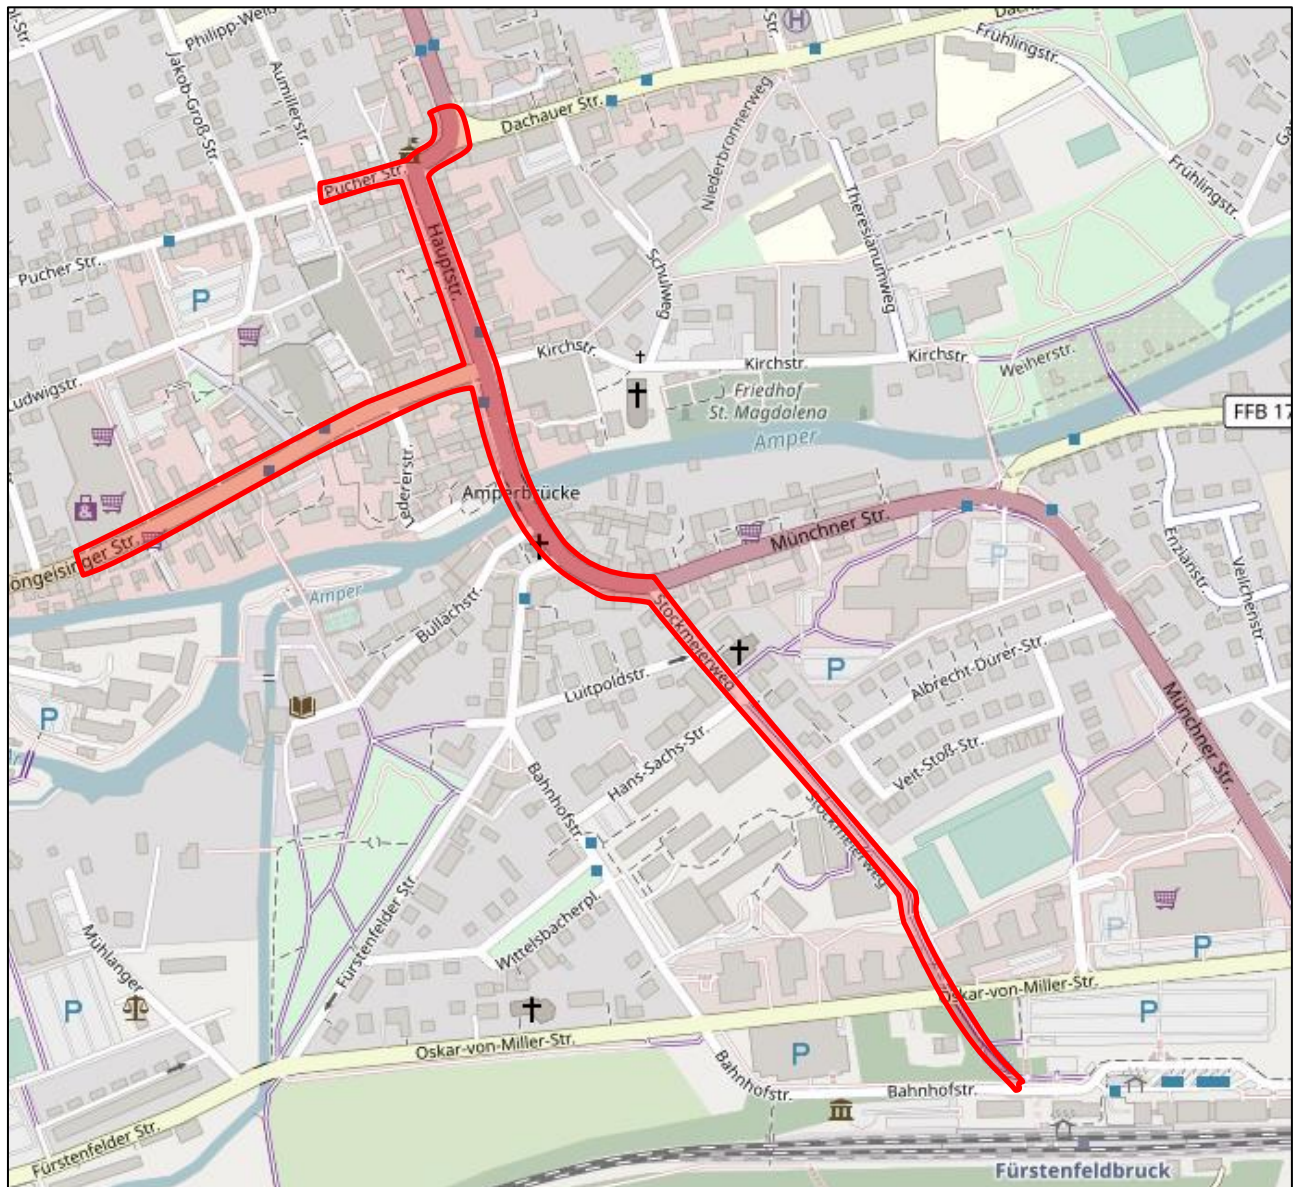 Philipp-Weiß
Jakob-Groß-Str.
Aumillerstr.
Dachauer Str.
H
Frühlingstr.
Niederbronnerweg
Theresianumweg
Frühlingstr.
Pucher Str.
Hauptstr.
Pucher Str.
P
Schulweg
Kirchstr.
Kirchstr.
Kirchstr.
Weiherstr.
Ludwigstr.
Friedhof
St. Magdalena
Amper
FFB 17
Ledererstr.
Amperbrücke
Münchner Str.
öngeisinger Str.
&
P
Enzianstr.
Veilchenstr.
Amper
Bullachstr.
Stockmeierweg
Luitpoldstr.
P
Albrecht-Dürer-Str.
P
Münchner Str.
Hans-Sachs-Str.
Veit-Stoß-Str.
Bahnhofstr.
Stockmeierweg
Fürstenfelder Str.
Wittelsbacherpl.
Mühlanger
P
P
P
Oskar-von-Miller-Str.
P
Oskar-von-Miller-Str.
P
Bahnhofstr.
Bahnhofstr.
Fürstenfelder Str.
Fürstenfeldbruck